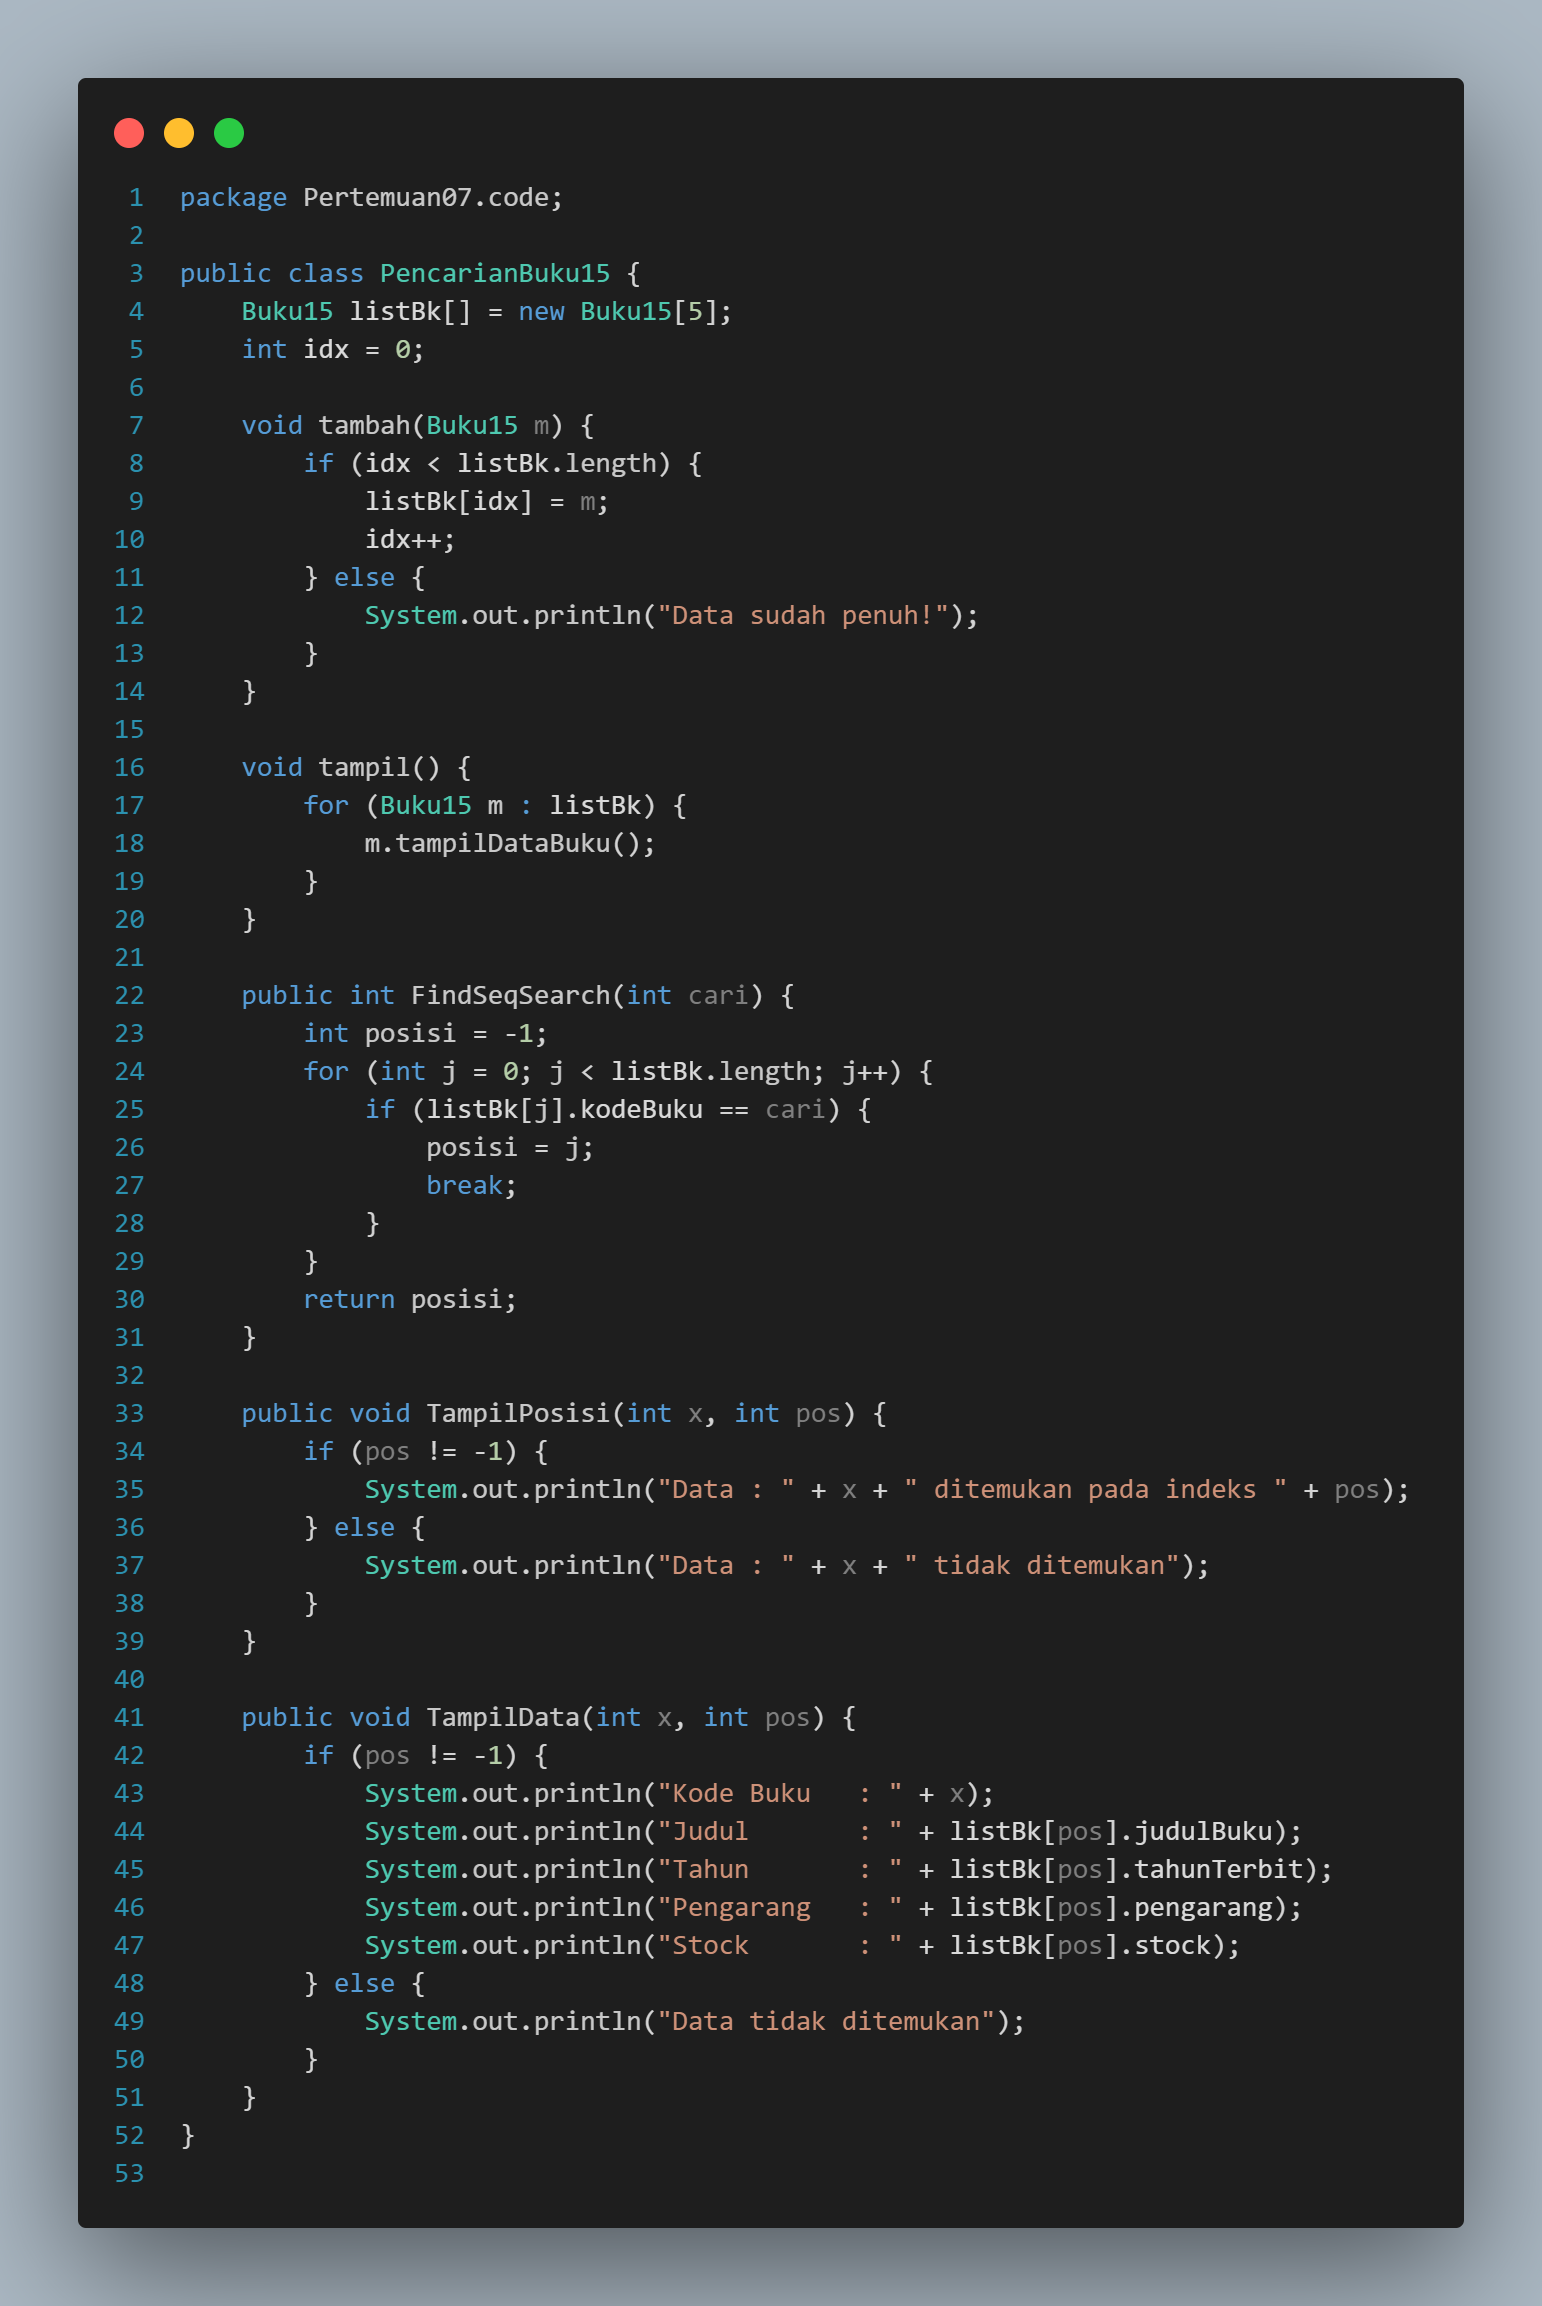 1 package Pertemuan07.code;
2
3 public class PencarianBuku15 {
4     Buku15 listBk[] = new Buku15[5];
5     int idx = 0;
6
7     void tambah(Buku15 m) {
8         if (idx < listBk.length) {
9             listBk[idx] = m;
10             idx++;
11         } else {
12             System.out.println("Data sudah penuh!");
13         }
14     }
15
16     void tampil() {
17         for (Buku15 m : listBk) {
18             m.tampilDataBuku();
19         }
20     }
21
22     public int FindSeqSearch(int cari) {
23         int posisi = -1;
24         for (int j = 0; j < listBk.length; j++) {
25             if (listBk[j].kodeBuku == cari) {
26                 posisi = j;
27                 break;
28             }
29         }
30         return posisi;
31     }
32
33     public void TampilPosisi(int x, int pos) {
34         if (pos != -1) {
35             System.out.println("Data : " + x + " ditemukan pada indeks " + pos);
36         } else {
37             System.out.println("Data : " + x + " tidak ditemukan");
38         }
39     }
40
41     public void TampilData(int x, int pos) {
42         if (pos != -1) {
43             System.out.println("Kode Buku   : " + x);
44             System.out.println("Judul       : " + listBk[pos].judulBuku);
45             System.out.println("Tahun       : " + listBk[pos].tahunTerbit);
46             System.out.println("Pengarang   : " + listBk[pos].pengarang);
47             System.out.println("Stock       : " + listBk[pos].stock);
48         } else {
49             System.out.println("Data tidak ditemukan");
50         }
51     }
52 }
53